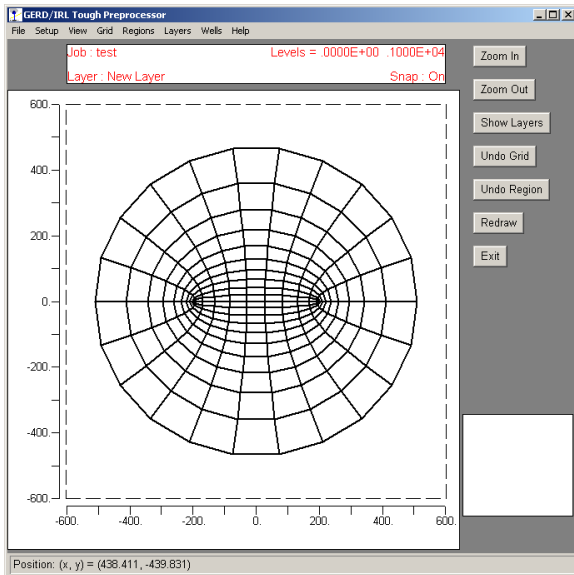 GERD/IRL Tough Preprocessor
File Setup View Grid Regions Layers Wells Help
Job : test Levels = .0000E+00 .1000E+04
Layer : New Layer Snap : On
Zoom In
Zoom Out
Show Layers
Undo Grid
Undo Region
Redraw
Exit
600.
400.
200.
0.
-200.
-400.
-600.
-600. -400. -200. 0. 200. 400. 600.
Position: (x, y) = (438.411, -439.831)